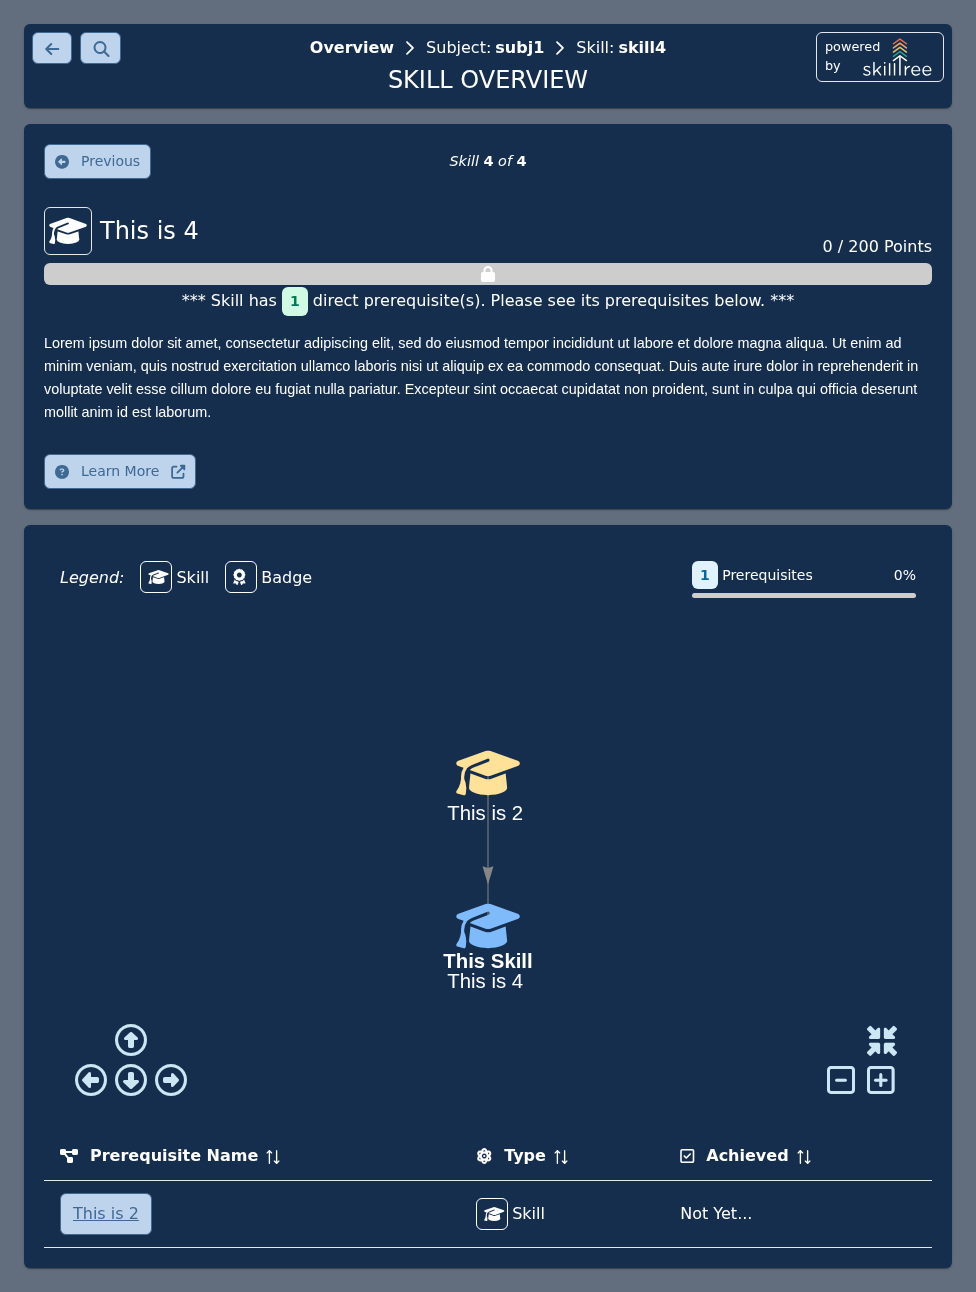 Overview > Subject: subj1 > Skill: skill4
SKILL OVERVIEW
powered
by skilltree
Previous
Skill 4 of 4
This is 4
0 / 200 Points
*** Skill has 1 direct prerequisite(s). Please see its prerequisites below. ***
Lorem ipsum dolor sit amet, consectetur adipiscing elit, sed do eiusmod tempor incididunt ut labore et dolore magna aliqua. Ut enim ad
minim veniam, quis nostrud exercitation ullamco laboris nisi ut aliquip ex ea commodo consequat. Duis aute irure dolor in reprehenderit in
voluptate velit esse cillum dolore eu fugiat nulla pariatur. Excepteur sint occaecat cupidatat non proident, sunt in culpa qui officia deserunt
mollit anim id est laborum.
Learn More
Legend: Skill Badge
1 Prerequisites 0%
This is 2
This Skill
This is 4
Prerequisite Name Type Achieved
This is 2 Skill Not Yet...